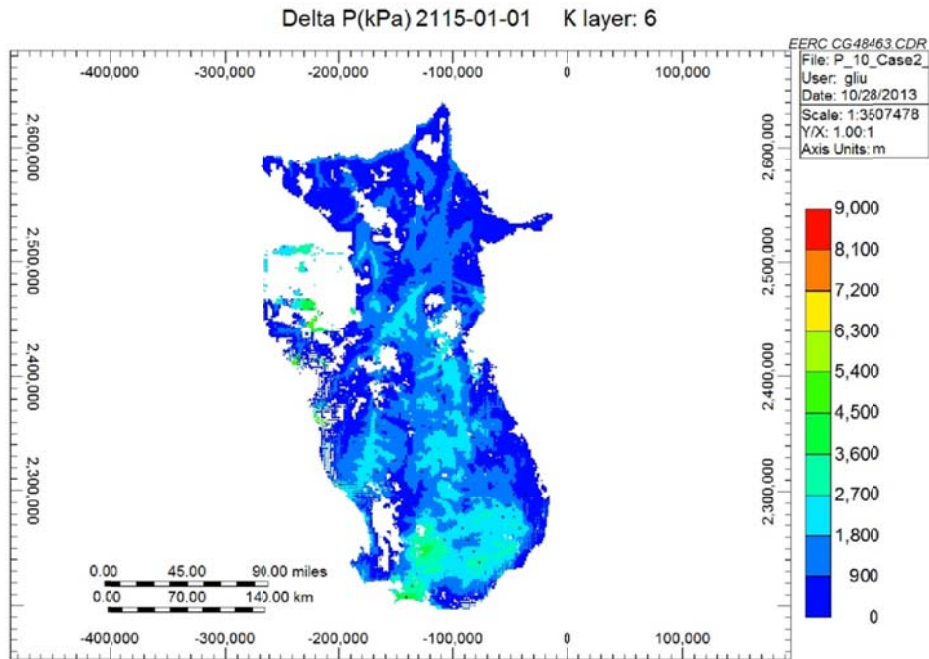 Delta P(kPa) 2115-01-01 K layer: 6
EERC CG48463.CDR
File: P_10_Case2_
User: gliu
Date: 10/28/2013
Scale: 1:3507478
Y/X: 1.00:1
Axis Units: m
-400,000 -300,000 -200,000 -100,000 0 100,000
2,600,000
2,500,000
2,400,000
2,300,000
2,600,000
2,500,000
2,400,000
2,300,000
9,000
8,100
7,200
6,300
5,400
4,500
3,600
2,700
1,800
900
0
0.00 45.00 90.00 miles
0.00 70.00 140.00 km
-400,000 -300,000 -200,000 -100,000 0 100,000